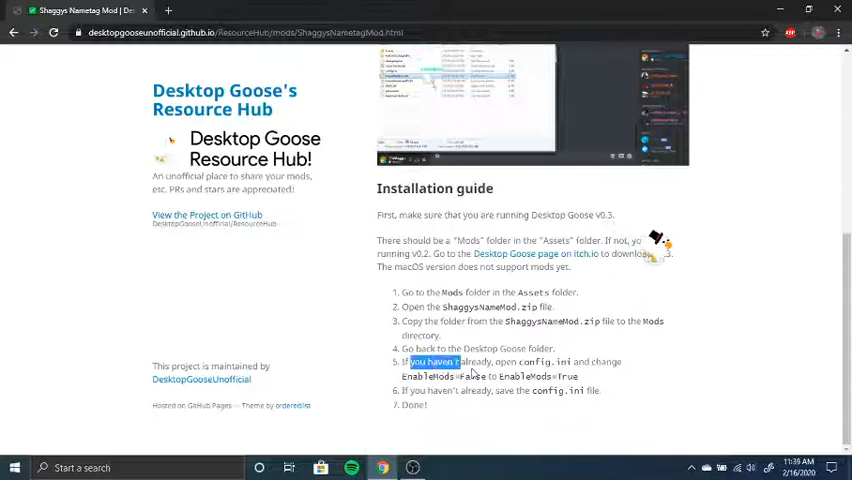 Shaggys Nametag Mod | Des
desktopgooseunofficial.github.io/ResourceHub/mods/ShaggysNametagMod.html
ABP
Desktop Goose's
Resource Hub
Desktop Goose
Resource Hub!
An unofficial place to share your mods,
etc. PRs and stars are appreciated!
View the Project on GitHub
DesktopGooseUnofficial/ResourceHub
This project is maintained by
DesktopGooseUnofficial
Hosted on GitHub Pages — Theme by orderedlist
Installation guide
First, make sure that you are running Desktop Goose v0.3.
There should be a "Mods" folder in the "Assets" folder. If not, yo
running v0.2. Go to the Desktop Goose page on itch.io to download 3.
The macOS version does not support mods yet.
1. Go to the Mods folder in the Assets folder.
2. Open the ShaggysNameMod.zip file.
3. Copy the folder from the ShaggysNameMod.zip file to the Mods
directory.
4. Go back to the Desktop Goose folder.
5. If you haven't already, open config.ini and change
EnableMods=False to EnableMods=True
6. If you haven't already, save the config.ini file.
7. Done!
Start a search
11:39 AM
2/16/2020